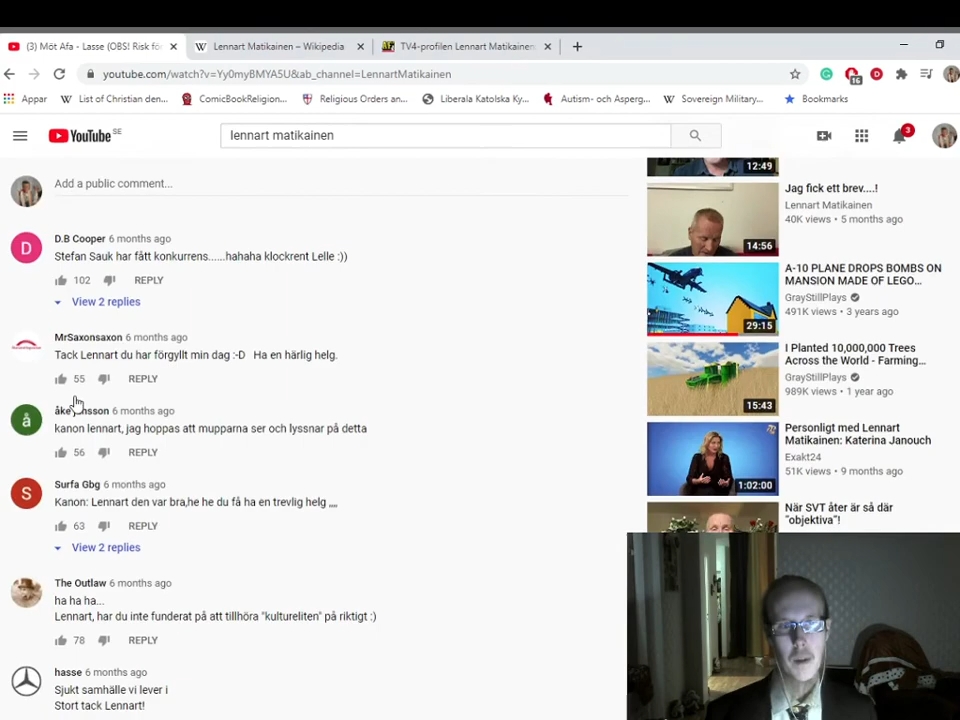 (3) Möt Afa - Lasse (OBS! Risk fö
Lennart Matikainen – Wikipedia
TV4-profilen Lennart Matikainen
youtube.com/watch?v=Yy0myBMYA5U&ab_channel=LennartMatikainen
16
Appar
List of Christian den...
ComicBookReligion...
Religious Orders an...
Liberala Katolska Ky...
Autism- och Asperg...
Sovereign Military...
Bookmarks
YouTube SE
lennart matikainen
3
Add a public comment...
D.B Cooper 6 months ago
Stefan Sauk har fått konkurrens......hahaha klockrent Lelle :))
102 REPLY
View 2 replies
MrSaxonsaxon 6 months ago
Tack Lennart du har förgyllt min dag :-D Ha en härlig helg.
55 REPLY
6 months ago
kanon lennart, jag hoppas att mupparna ser och lyssnar på detta
56 REPLY
Surfa Gbg 6 months ago
Kanon: Lennart den var bra,he he du få ha en trevlig helg ,,,,
63 REPLY
View 2 replies
The Outlaw 6 months ago
ha ha ha...
Lennart, har du inte funderat på att tillhöra "kultureliten" på riktigt :)
78 REPLY
hasse 6 months ago
Sjukt samhälle vi lever i
Stort tack Lennart!
12:49
Jag fick ett brev....!
Lennart Matikainen
40K views • 5 months ago
14:56
A-10 PLANE DROPS BOMBS ON
MANSION MADE OF LEGO...
GrayStillPlays
491K views • 3 years ago
29:15
I Planted 10,000,000 Trees
Across the World - Farming...
GrayStillPlays
989K views • 1 year ago
15:43
Personligt med Lennart
Matikainen: Katerina Janouch
Exakt24
51K views • 9 months ago
1:02:00
När SVT åter är så där
"objektiva"!